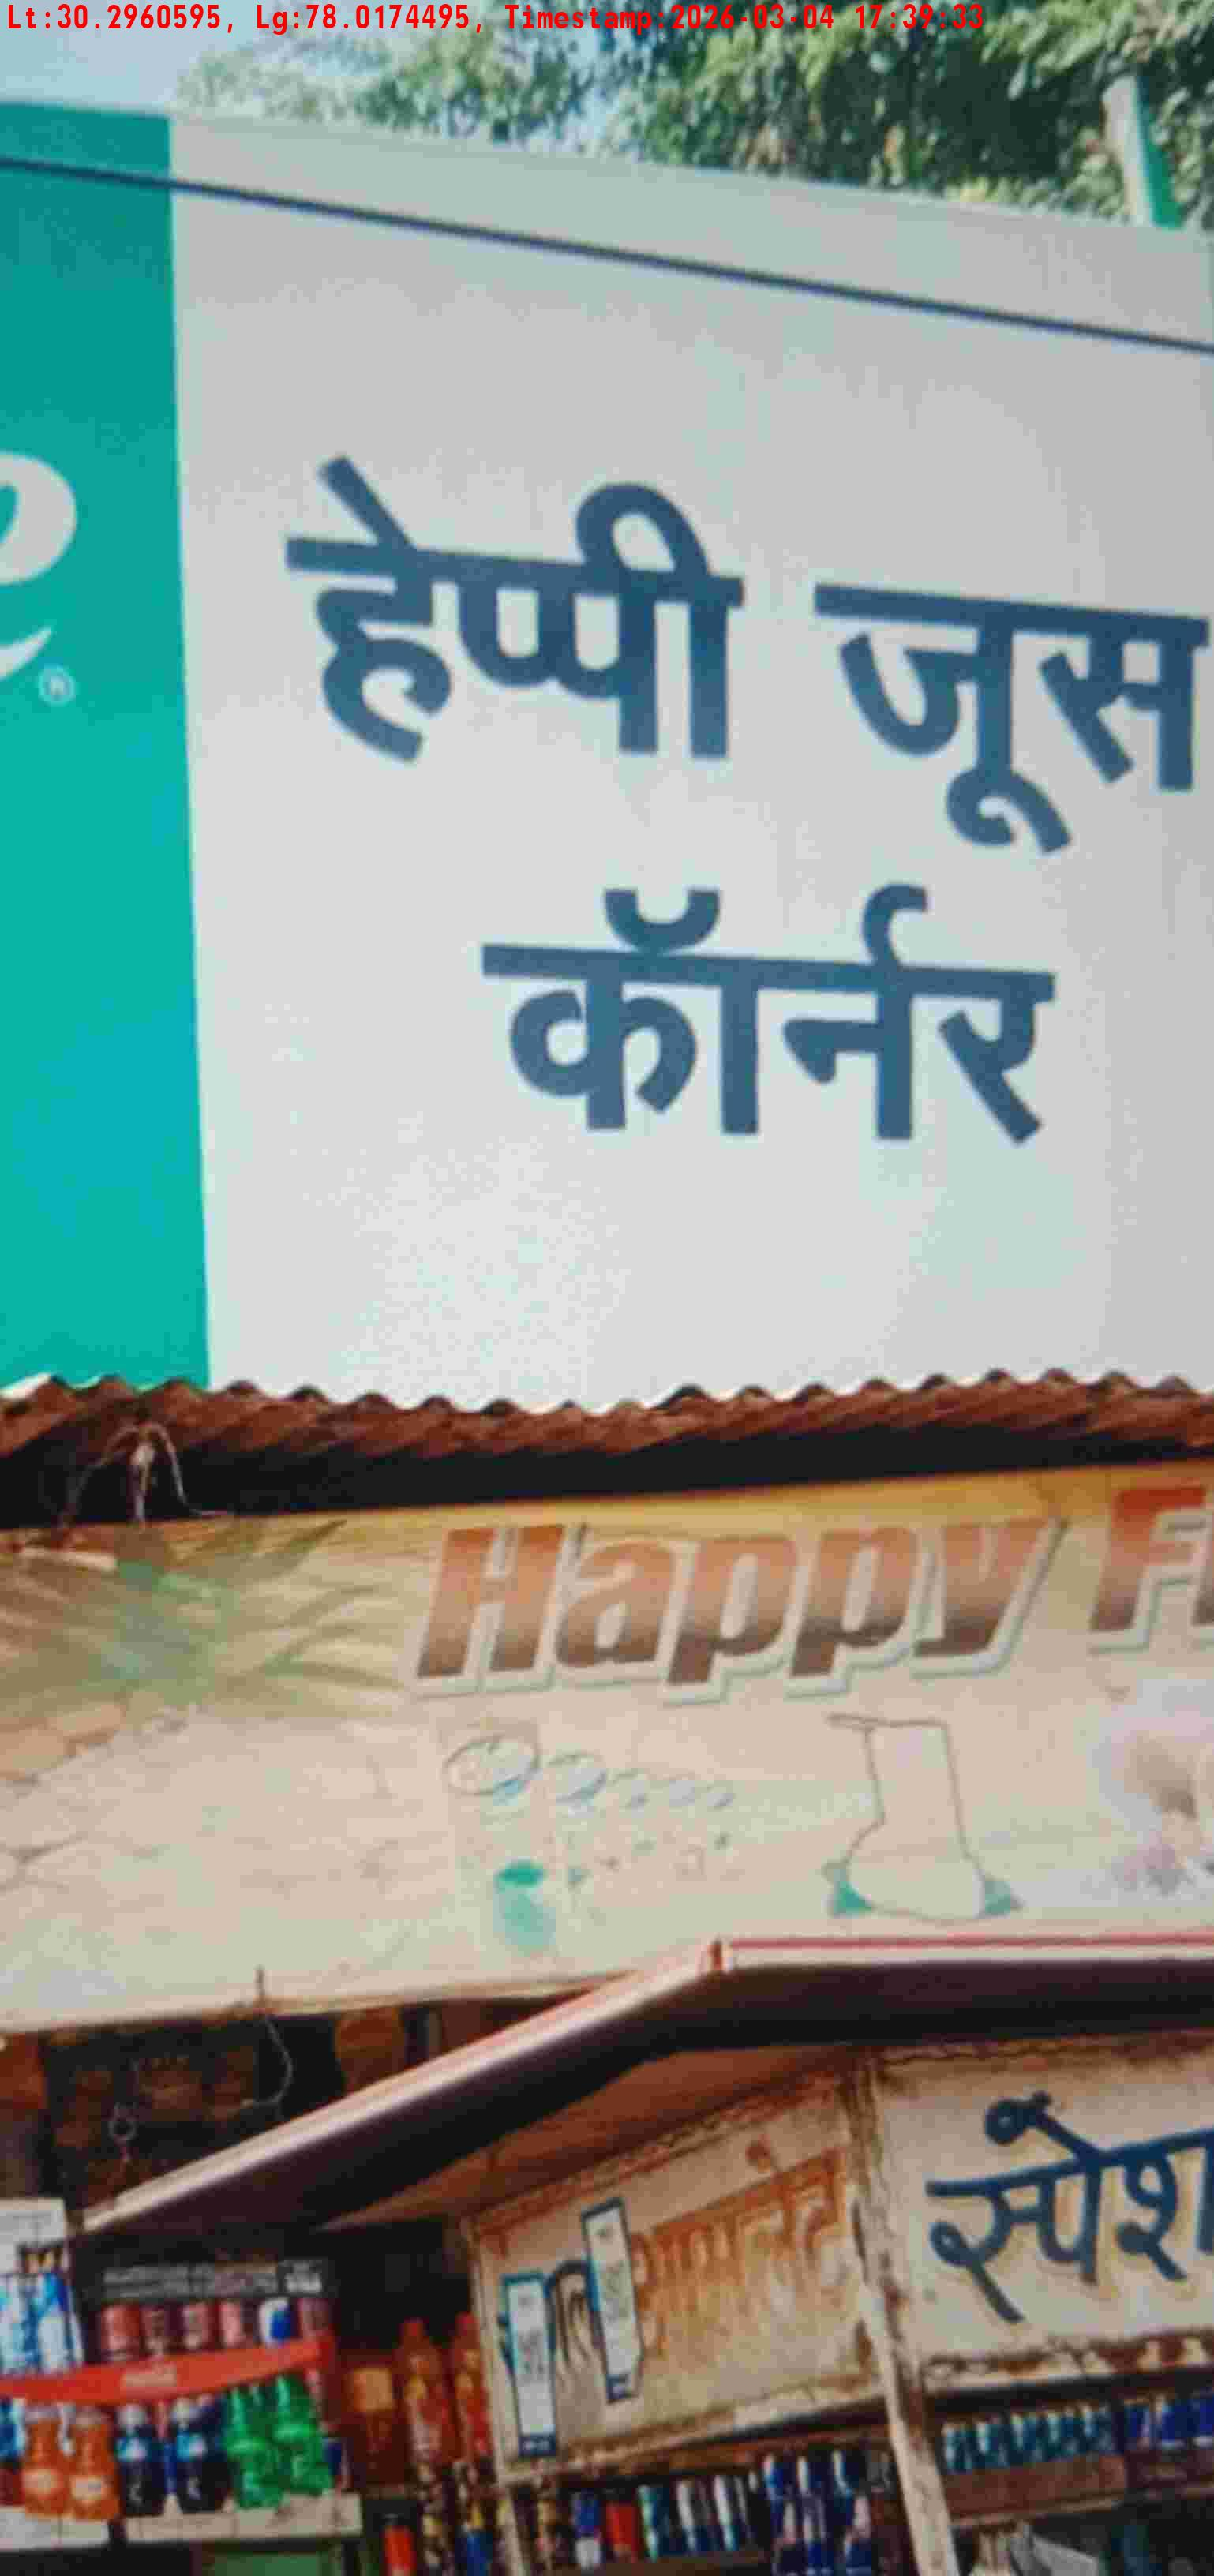 Lt:30.2960595, Lg:78.0174495, Timestamp:2026-03-04 17:39:33
e
®
हेप्पी जूस
कॉर्नर
Happy F
स्पेश